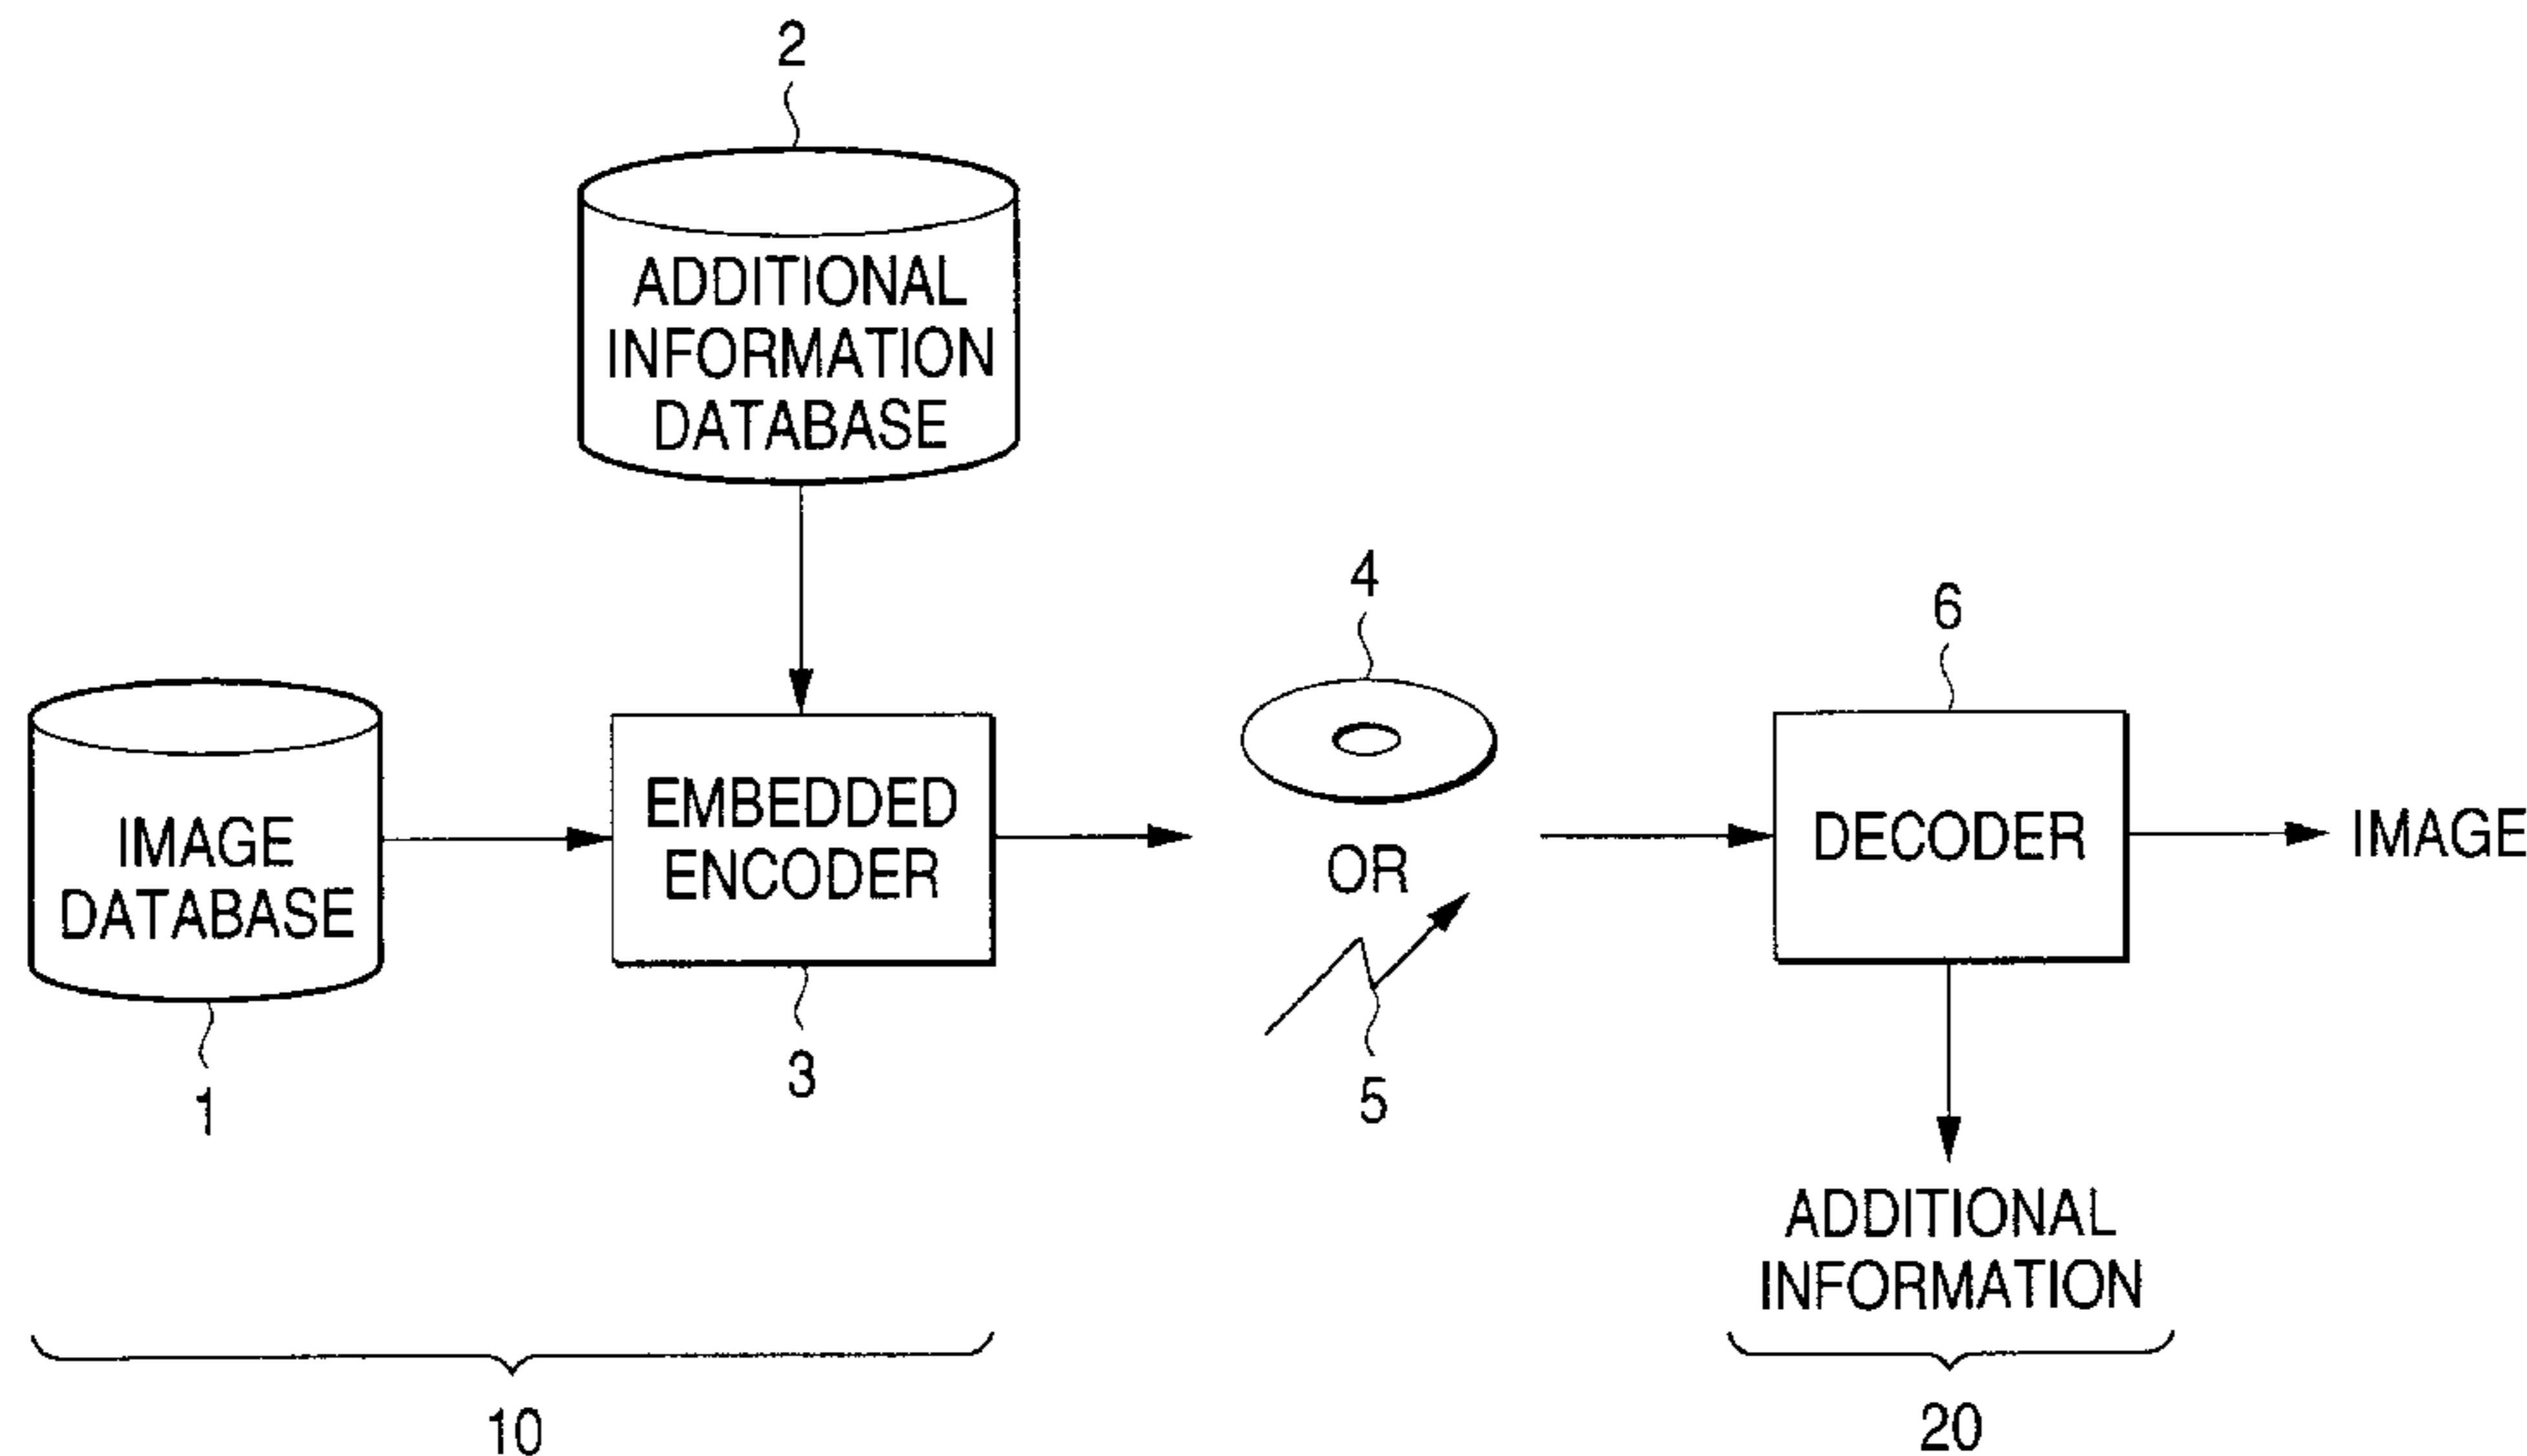 2
ADDITIONAL
INFORMATION
DATABASE
4
6
IMAGE
DATABASE
EMBEDDED
ENCODER
OR
DECODER
IMAGE
1
3
5
ADDITIONAL
INFORMATION
10
20